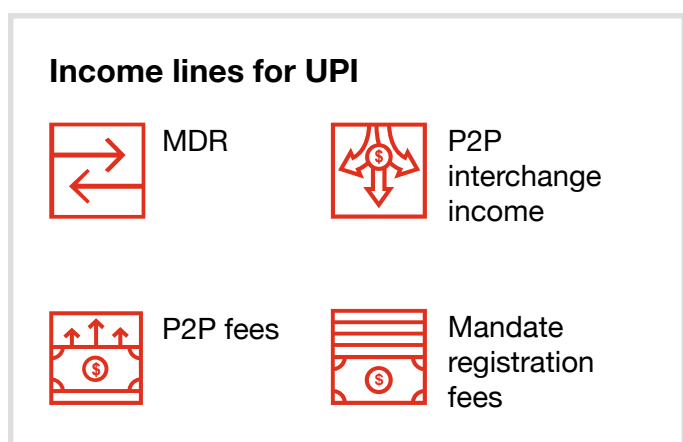 Income lines for UPI
MDR
P2P
interchange
income
P2P fees
Mandate
registration
fees